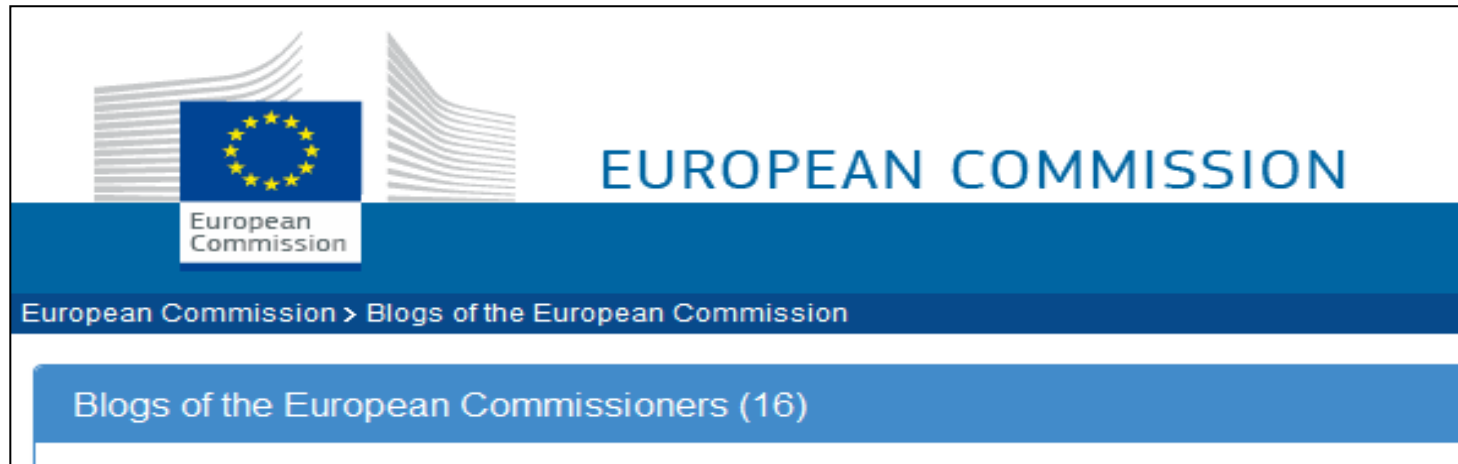 EUROPEAN COMMISSION
European
Commission
European Commission > Blogs of the European Commission
Blogs of the European Commissioners (16)